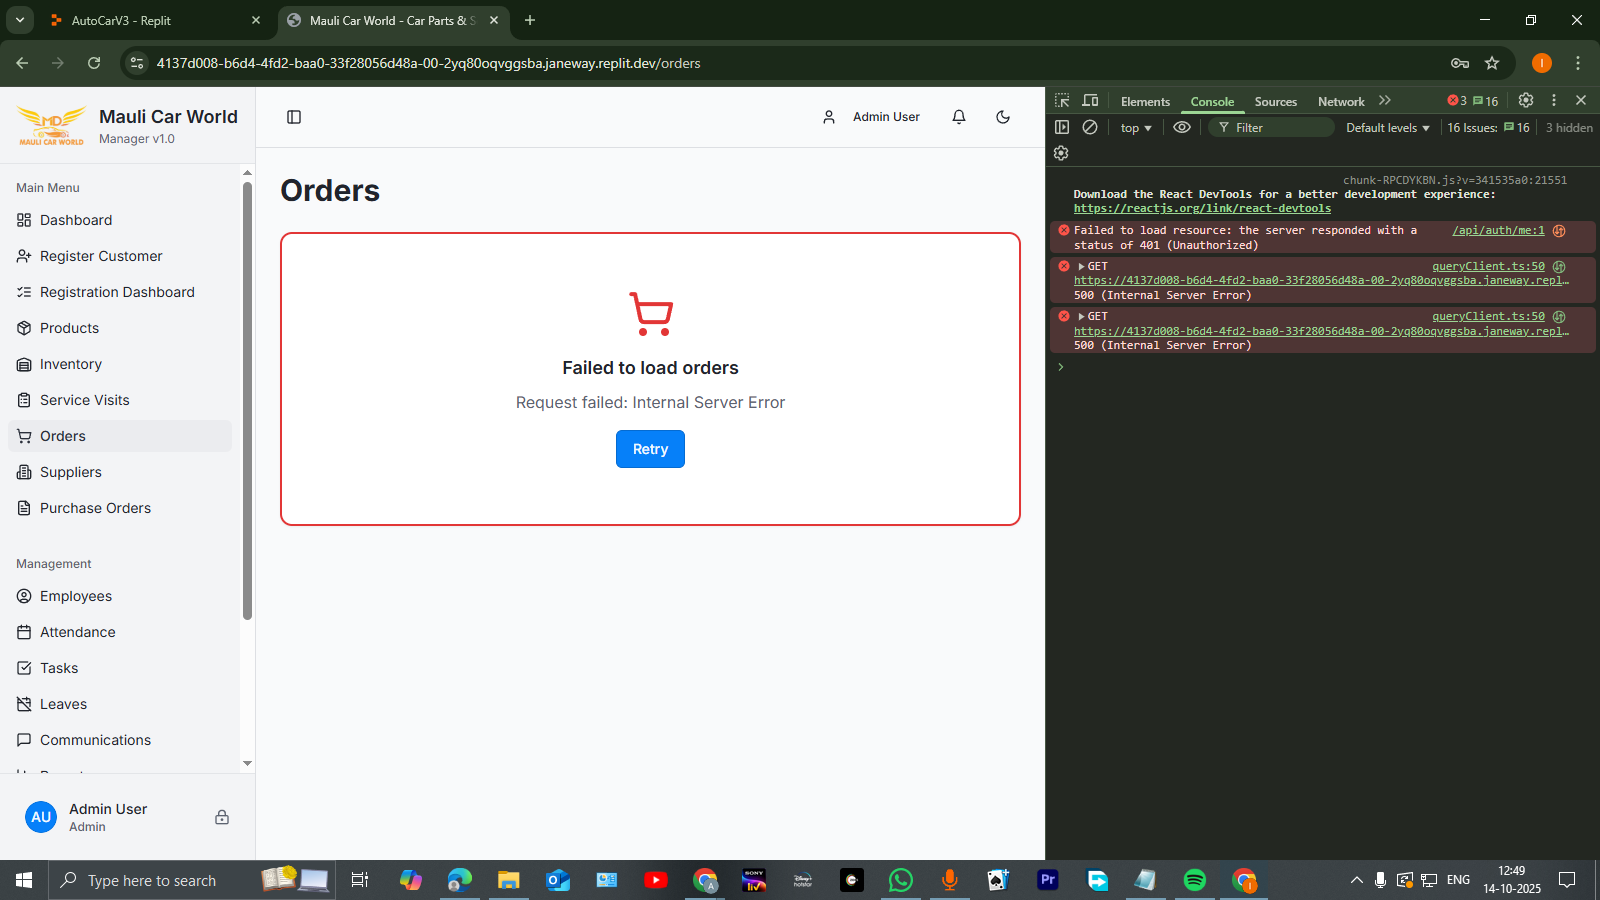 AutoCarV3 - Replit
Mauli Car World - Car Parts & S
4137d008-b6d4-4fd2-baa0-33f28056d48a-00-2yq80oqvggsba.janeway.replit.dev/orders
I
MD
MAULI CAR WORLD
Mauli Car World
Manager v1.0
Main Menu
Dashboard
Register Customer
Registration Dashboard
Products
Inventory
Service Visits
Orders
Suppliers
Purchase Orders
Management
Employees
Attendance
Tasks
Leaves
Communications
AU
Admin User
Admin
Admin User
Orders
Failed to load orders
Request failed: Internal Server Error
Retry
Elements
Console
Sources
Network
3
16
top
Filter
Default levels
16 Issues:
16
3 hidden
chunk-RPCDYKBN.js?v=341535a0:21551
Download the React DevTools for a better development experience:
https://reactjs.org/link/react-devtools
Failed to load resource: the server responded with a /api/auth/me:1
status of 401 (Unauthorized)
GET queryClient.ts:50
https://4137d008-b6d4-4fd2-baa0-33f28056d48a-00-2yq80oqvggsba.janeway.repl…
500 (Internal Server Error)
GET queryClient.ts:50
https://4137d008-b6d4-4fd2-baa0-33f28056d48a-00-2yq80oqvggsba.janeway.repl…
500 (Internal Server Error)
Type here to search
A
SONY
liv
hotstar
Pr
I
ENG
12:49
14-10-2025